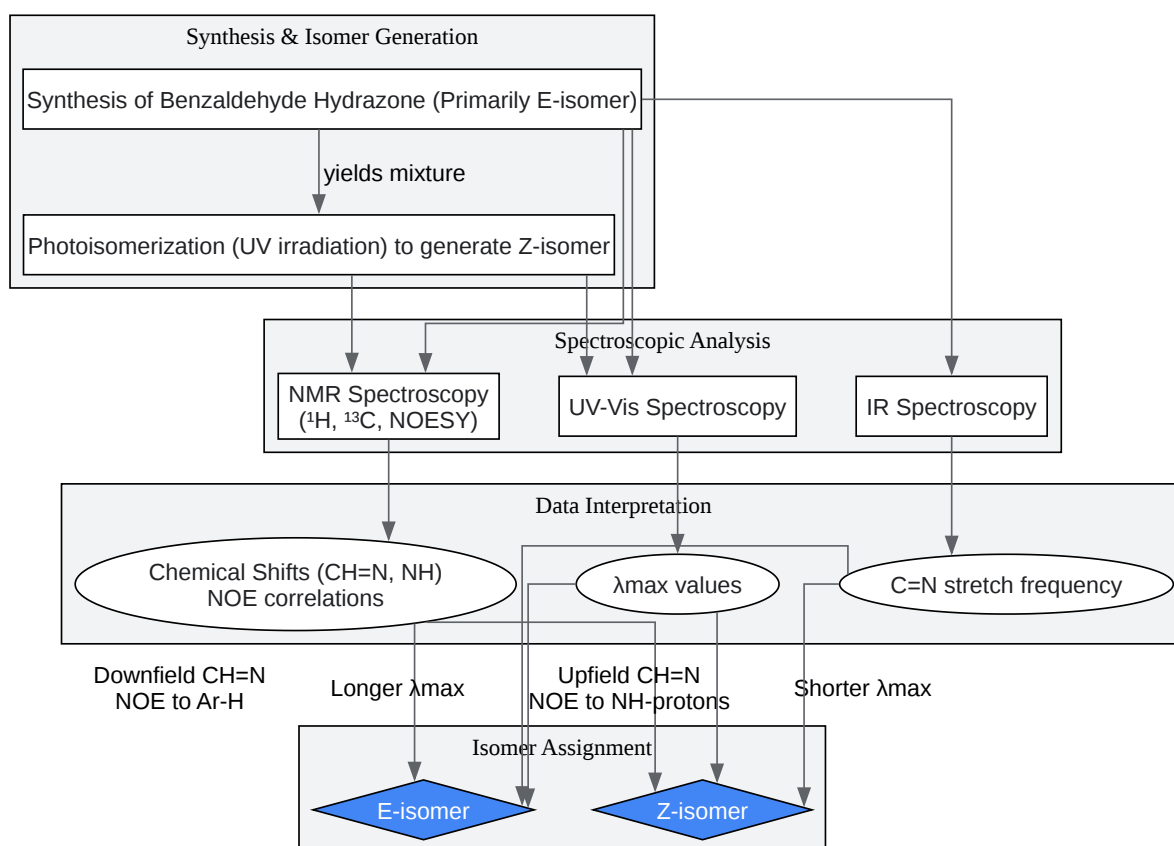 Synthesis & Isomer Generation
Synthesis of Benzaldehyde Hydrazone (Primarily E-isomer)
yields mixture
Photoisomerization (UV irradiation) to generate Z-isomer
Spectroscopic Analysis
NMR Spectroscopy
(¹H, ¹³C, NOESY)
UV-Vis Spectroscopy
IR Spectroscopy
Data Interpretation
Chemical Shifts (CH=N, NH)
NOE correlations
λmax values
C=N stretch frequency
Downfield CH=N
NOE to Ar-H
Longer λmax
Upfield CH=N
NOE to NH-protons
Shorter λmax
Isomer Assignment
E-isomer
Z-isomer